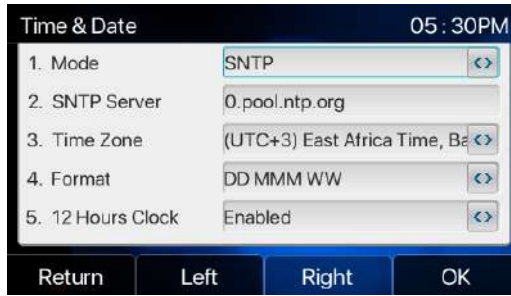 Time & Date 05:30PM
1. Mode SNTP
2. SNTP Server 0.pool.ntp.org
3. Time Zone (UTC+3) East Africa Time, Ba
4. Format DD MMM WW
5. 12 Hours Clock Enabled
Return Left Right OK